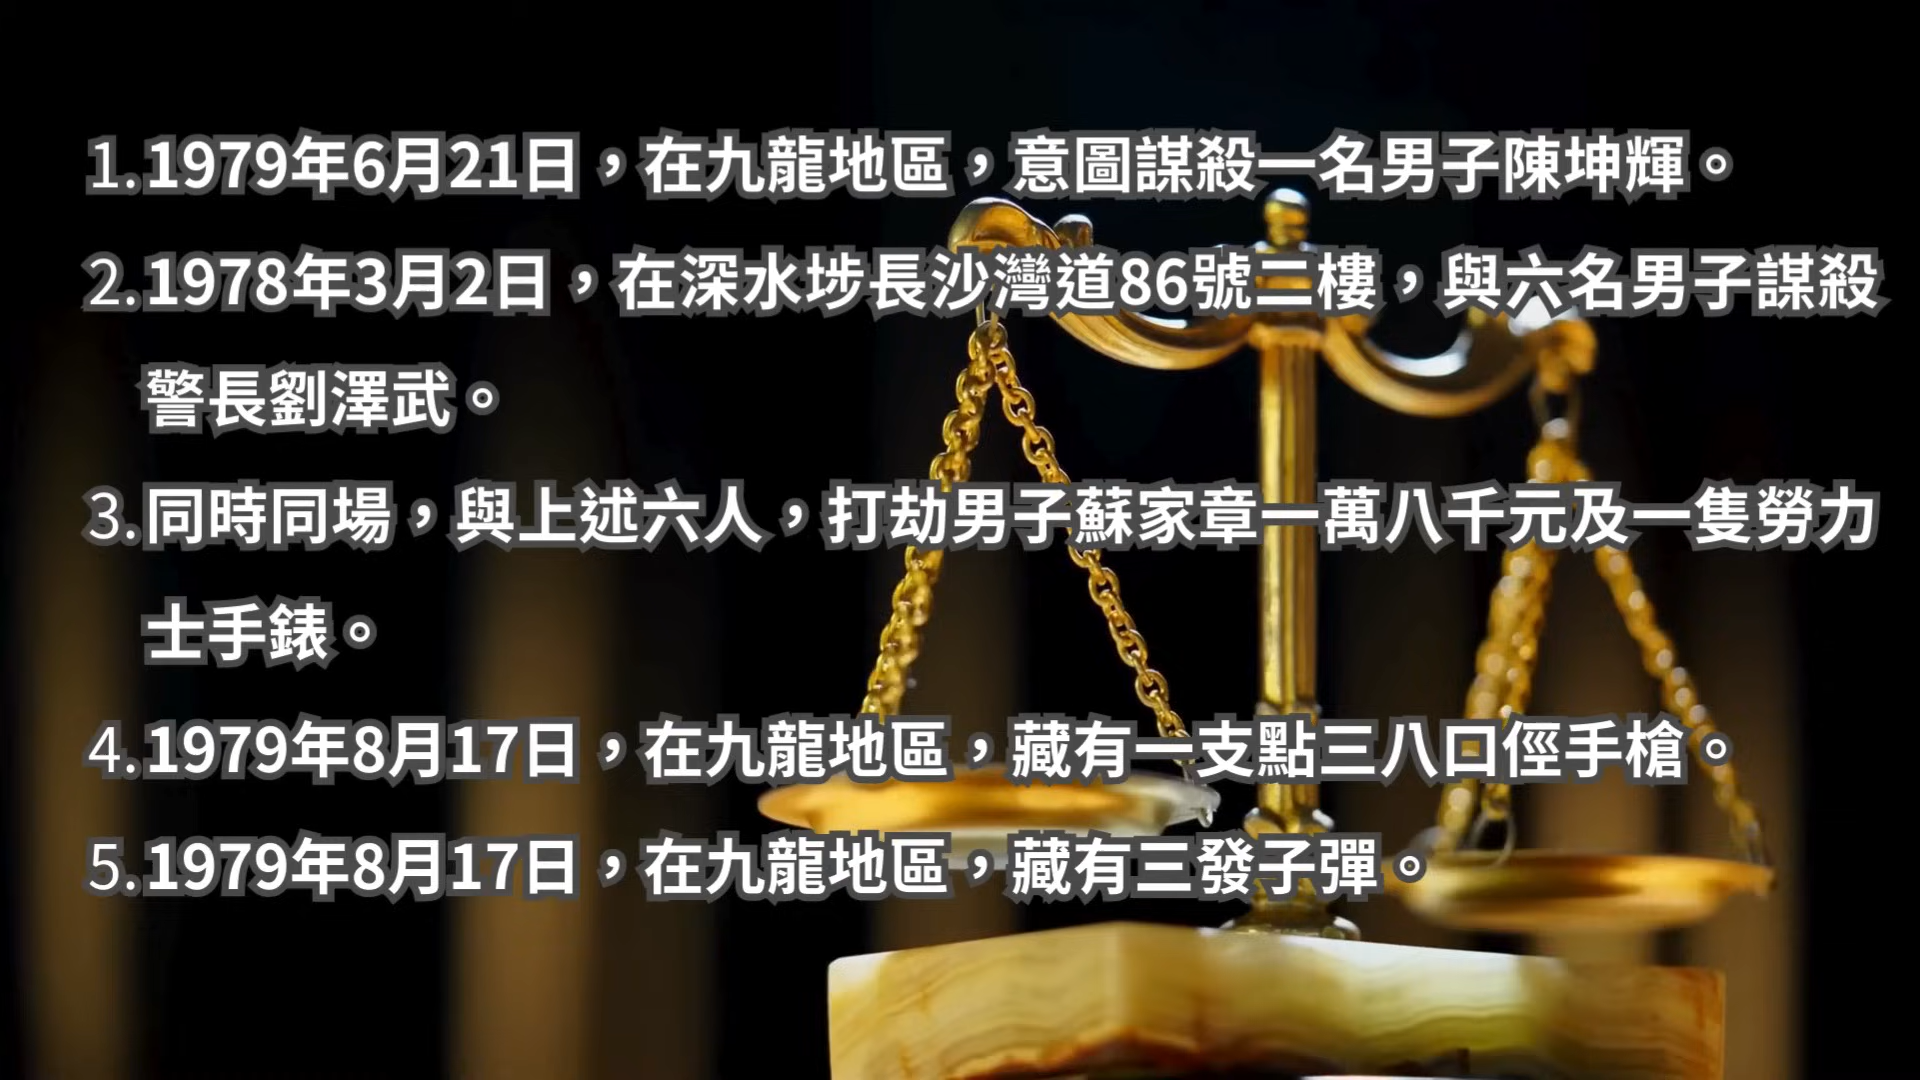 1.1979年6月21日，在九龍地區，意圖謀殺一名男子陳坤輝。
2.1978年3月2日，在深水埗長沙灣道86號二樓，與六名男子謀殺
警長劉澤武。
3.同時同場，與上述六人，打劫男子蘇家章一萬八千元及一隻勞力
士手錶。
4.1979年8月17日，在九龍地區，藏有一支點三八口俓手槍。
5.1979年8月17日，在九龍地區，藏有三發子彈。